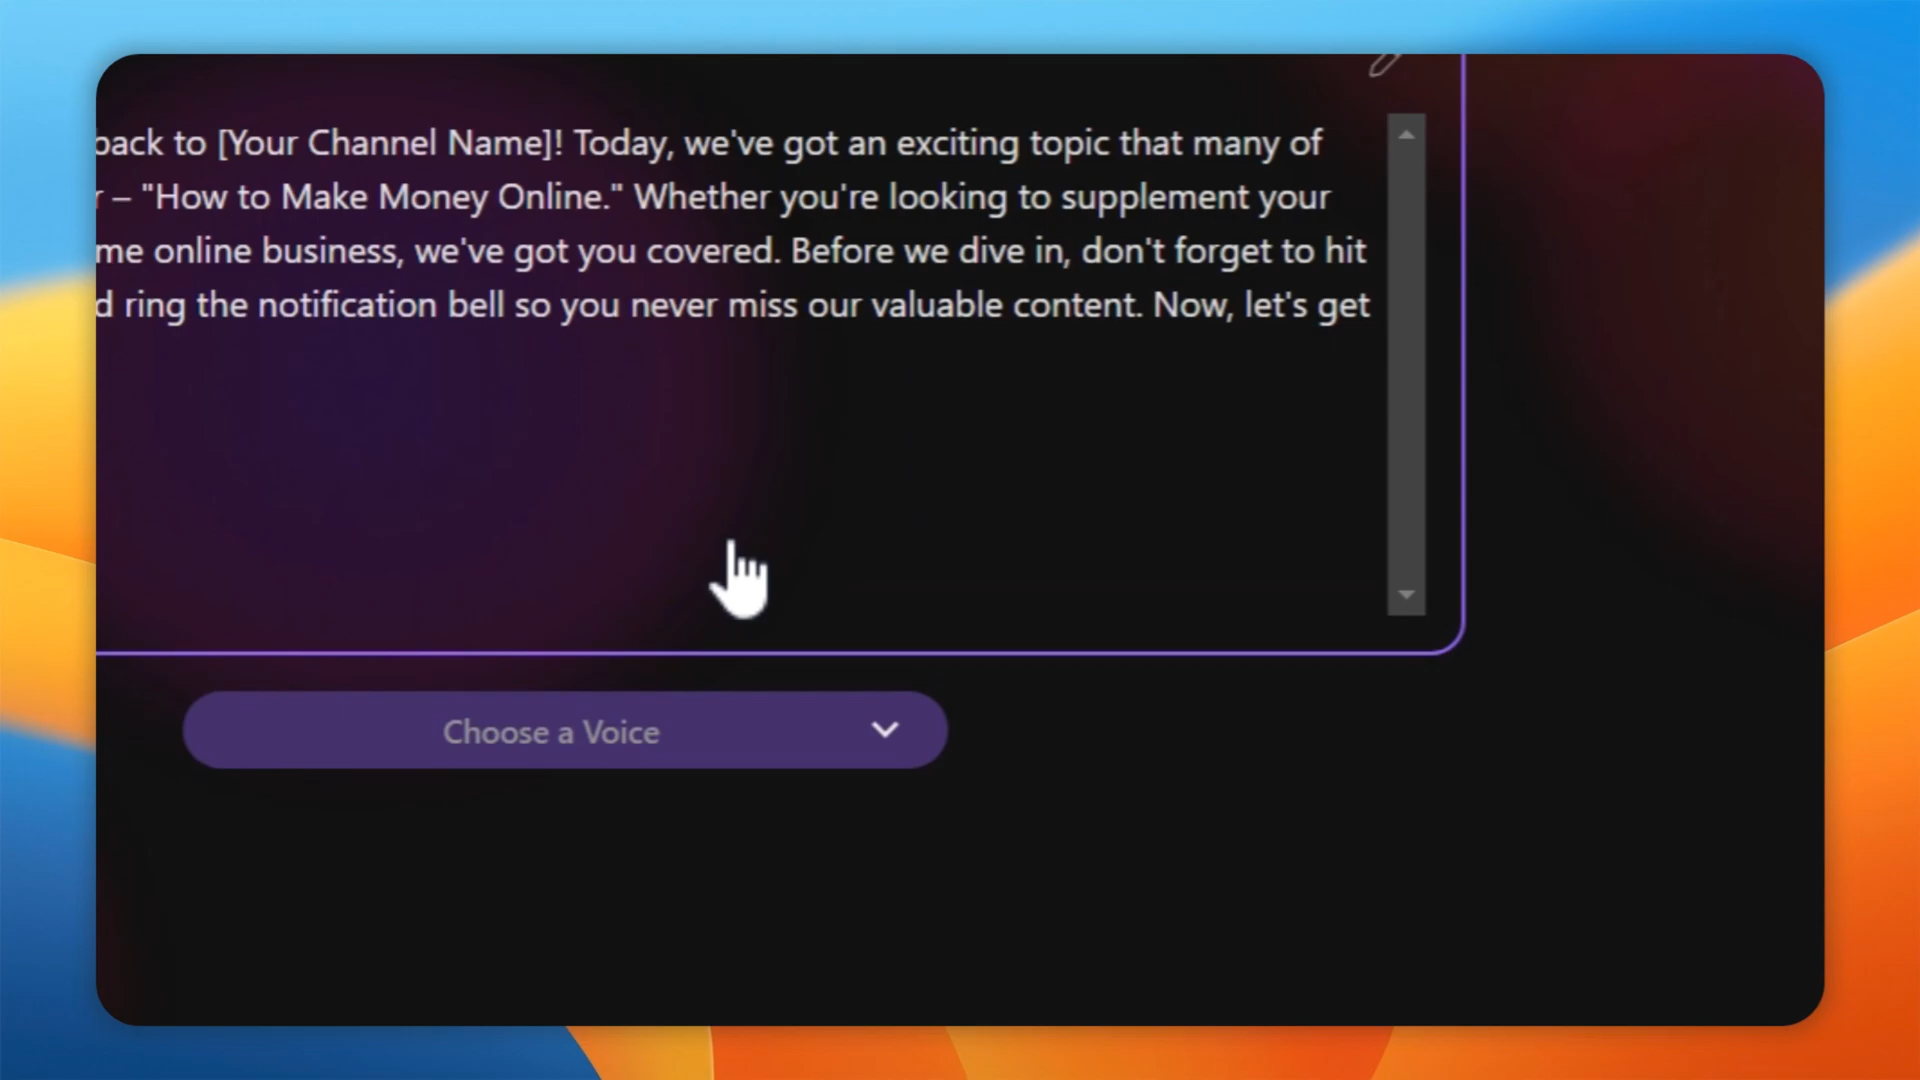 back to [Your Channel Name]! Today, we've got an exciting topic that many of
r – "How to Make Money Online." Whether you're looking to supplement your
me online business, we've got you covered. Before we dive in, don't forget to hit
d ring the notification bell so you never miss our valuable content. Now, let's get
Choose a Voice